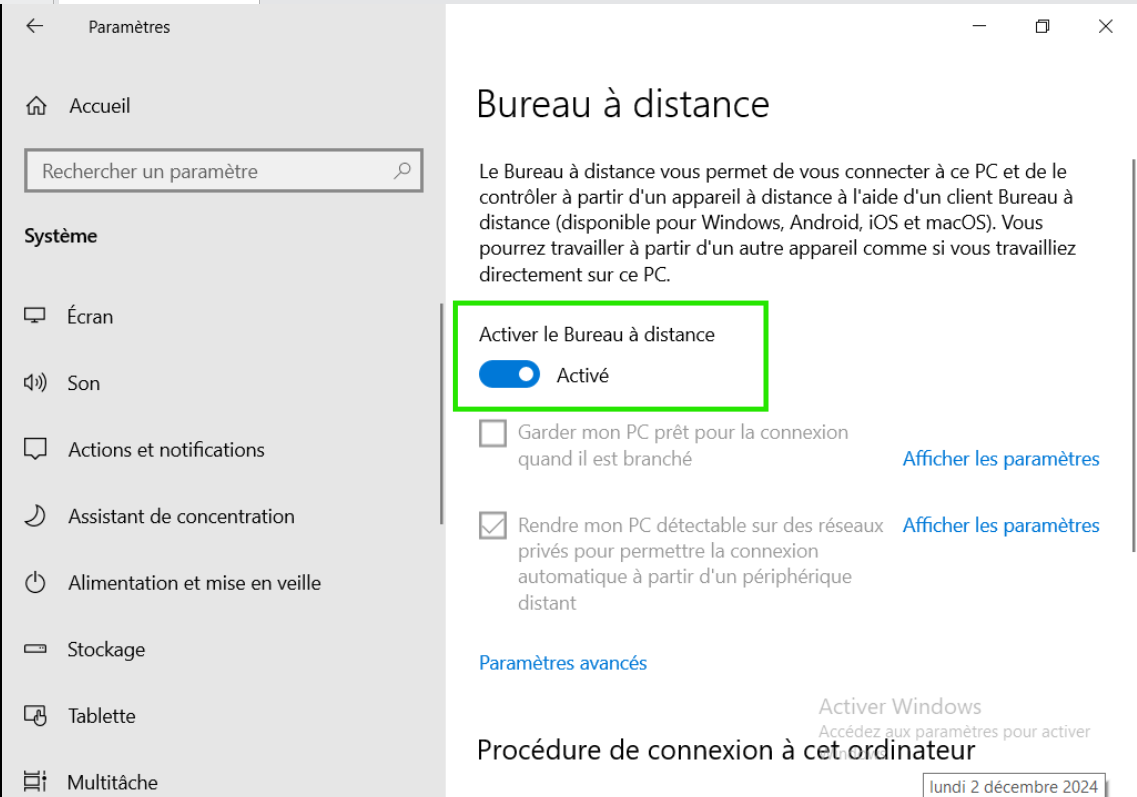 Paramètres
Accueil
Rechercher un paramètre
Système
Écran
Son
Actions et notifications
Assistant de concentration
Alimentation et mise en veille
Stockage
Tablette
Multitâche
Bureau à distance
Le Bureau à distance vous permet de vous connecter à ce PC et de le
contrôler à partir d'un appareil à distance à l'aide d'un client Bureau à
distance (disponible pour Windows, Android, iOS et macOS). Vous
pourrez travailler à partir d'un autre appareil comme si vous travailliez
directement sur ce PC.
Activer le Bureau à distance
Activé
Garder mon PC prêt pour la connexion
quand il est branché
Afficher les paramètres
Rendre mon PC détectable sur des réseaux
privés pour permettre la connexion
automatique à partir d'un périphérique
distant
Afficher les paramètres
Paramètres avancés
Activer Windows
Accédez aux paramètres pour activer
Procédure de connexion à cet ordinateur
lundi 2 décembre 2024